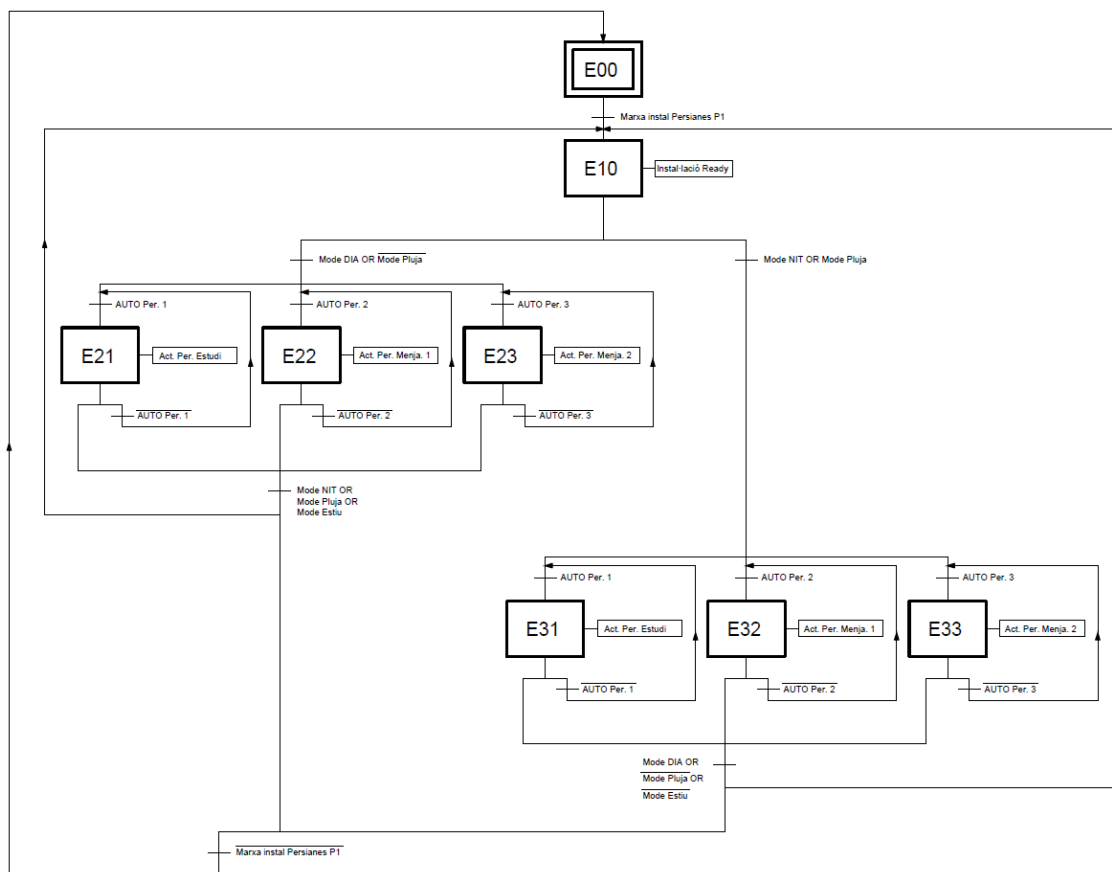 E00
Marxa instal Persianes P1
E10
Instal·lació Ready
Mode DIA OR Mode Pluja
Mode NIT OR Mode Pluja
AUTO Per. 1
AUTO Per. 2
AUTO Per. 3
E21
Act. Per. Estudi
E22
Act. Per. Menja. 1
E23
Act. Per. Menja. 2
AUTO Per. 1
AUTO Per. 2
AUTO Per. 3
Mode NIT OR
Mode Pluja OR
Mode Estiu
AUTO Per. 1
AUTO Per. 2
AUTO Per. 3
E31
Act. Per. Estudi
E32
Act. Per. Menja. 1
E33
Act. Per. Menja. 2
AUTO Per. 1
AUTO Per. 2
AUTO Per. 3
Mode DIA OR
Mode Pluja OR
Mode Estiu
Marxa instal Persianes P1